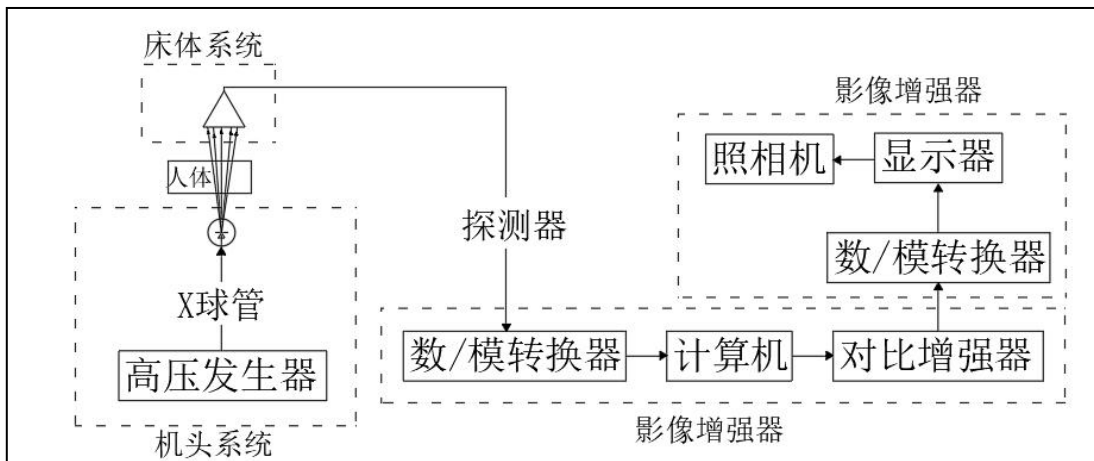 床体系统
人体
X球管
高压发生器
机头系统
探测器
影像增强器
照相机
显示器
数/模转换器
数/模转换器
计算机
对比增强器
影像增强器